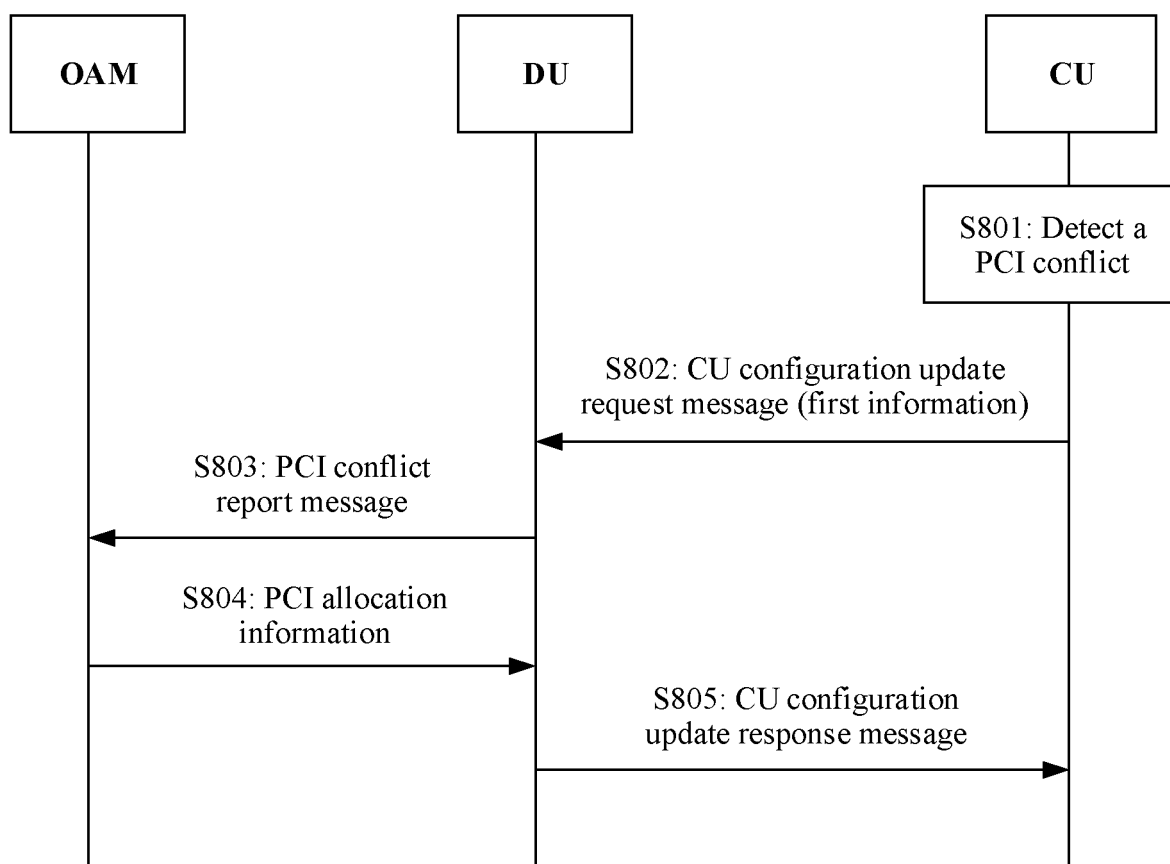 OAM
DU
CU
S801: Detect a
PCI conflict
S802: CU configuration update
request message (first information)
S803: PCI conflict
report message
S804: PCI allocation
information
S805: CU configuration
update response message